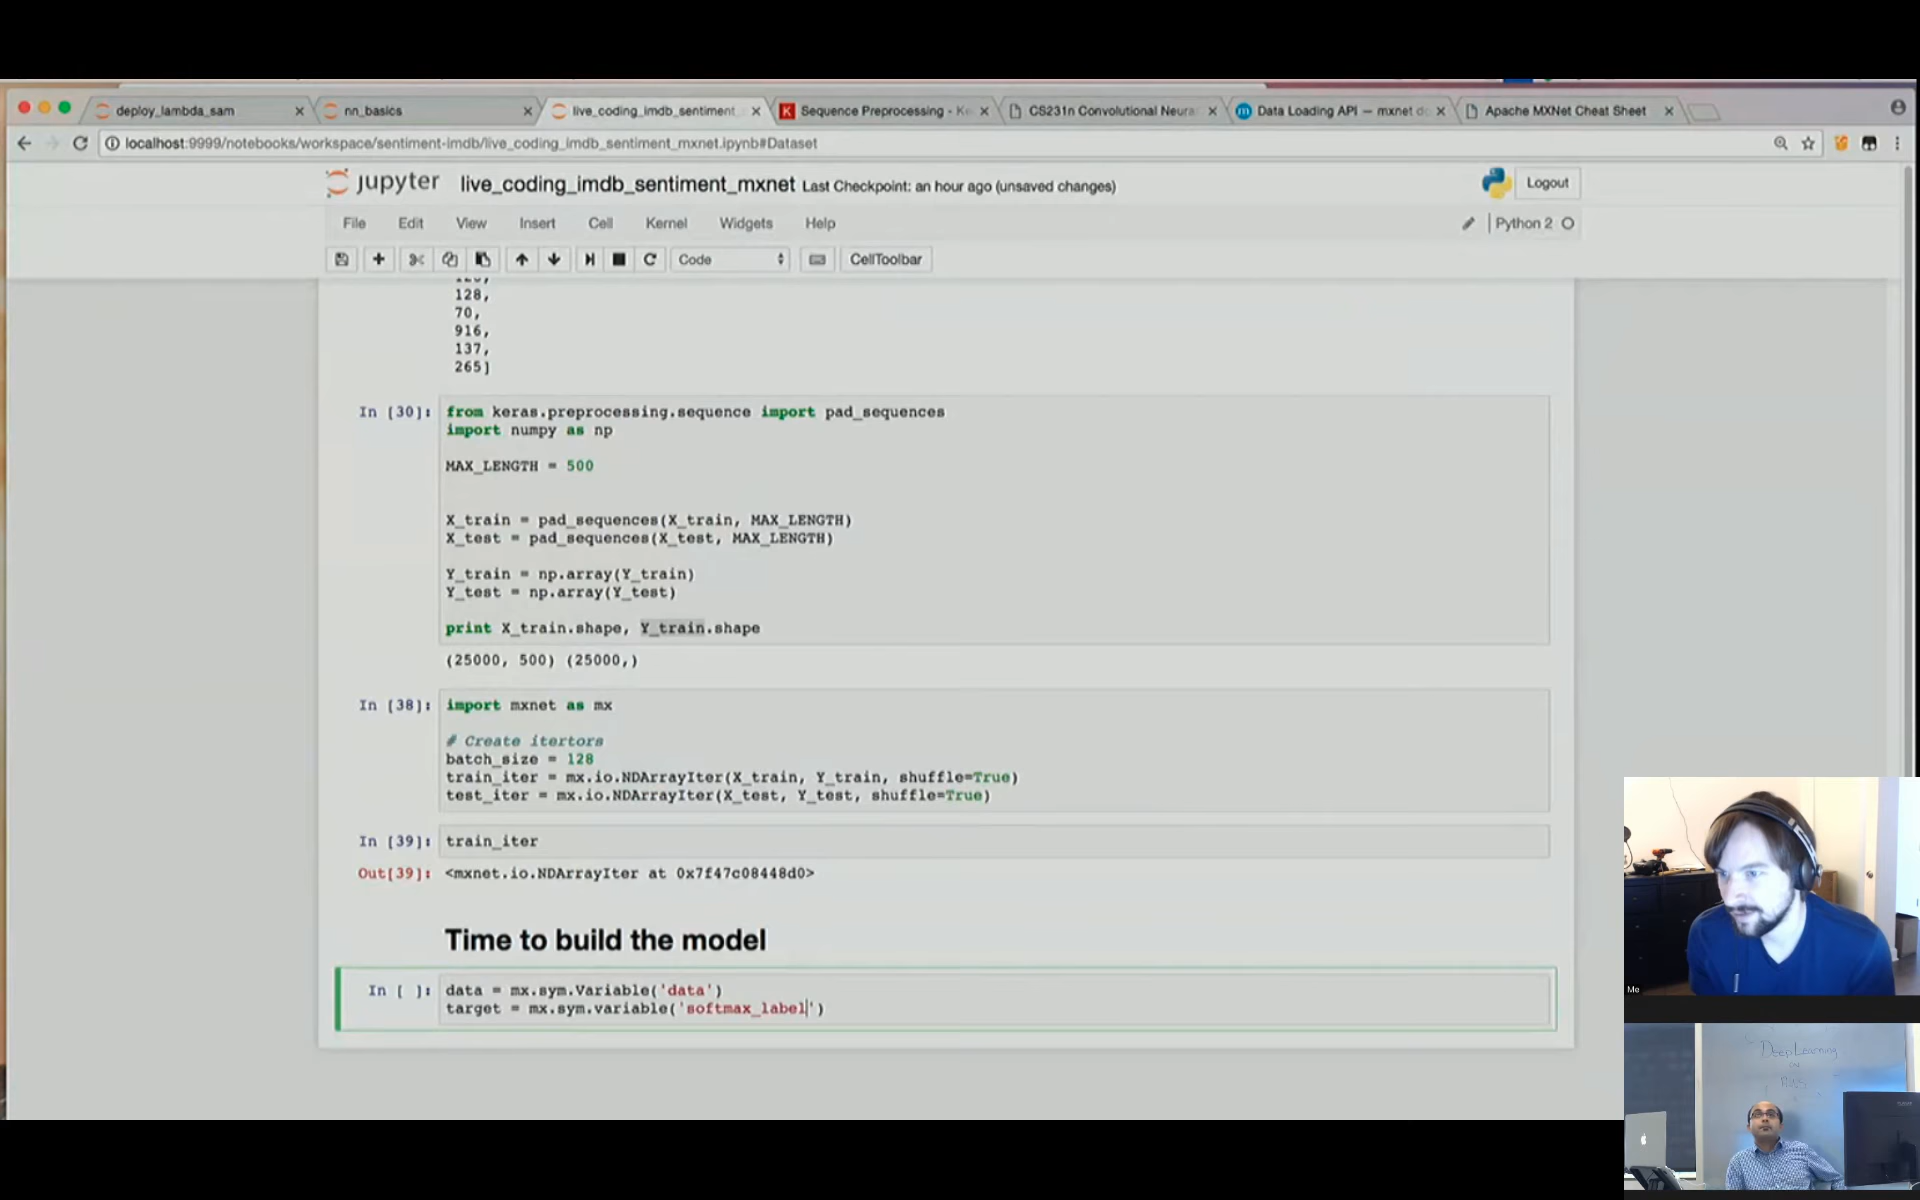 deploy_lambda_sam
nn_basics
live_coding_imdb_sentiment
Sequence Preprocessing - Ke
CS231n Convolutional Neura
Data Loading API — mxnet do
Apache MXNet Cheat Sheet
localhost:9999/notebooks/workspace/sentiment-imdb/live_coding_imdb_sentiment_mxnet.ipynb#Dataset
jupyter live_coding_imdb_sentiment_mxnet Last Checkpoint: an hour ago (unsaved changes)
Logout
File Edit View Insert Cell Kernel Widgets Help
Python 2
Code
CellToolbar
128,
70,
916,
137,
265]
In [30]: from keras.preprocessing.sequence import pad_sequences
import numpy as np
MAX_LENGTH = 500
X_train = pad_sequences(X_train, MAX_LENGTH)
X_test = pad_sequences(X_test, MAX_LENGTH)
Y_train = np.array(Y_train)
Y_test = np.array(Y_test)
print X_train.shape, Y_train.shape
(25000, 500) (25000,)
In [38]: import mxnet as mx
# Create itertors
batch_size = 128
train_iter = mx.io.NDArrayIter(X_train, Y_train, shuffle=True)
test_iter = mx.io.NDArrayIter(X_test, Y_test, shuffle=True)
In [39]: train_iter
Out[39]: <mxnet.io.NDArrayIter at 0x7f47c08448d0>
Time to build the model
In [ ]: data = mx.sym.Variable('data')
target = mx.sym.variable('softmax_label')
Me
Deep Learning
on
AWS